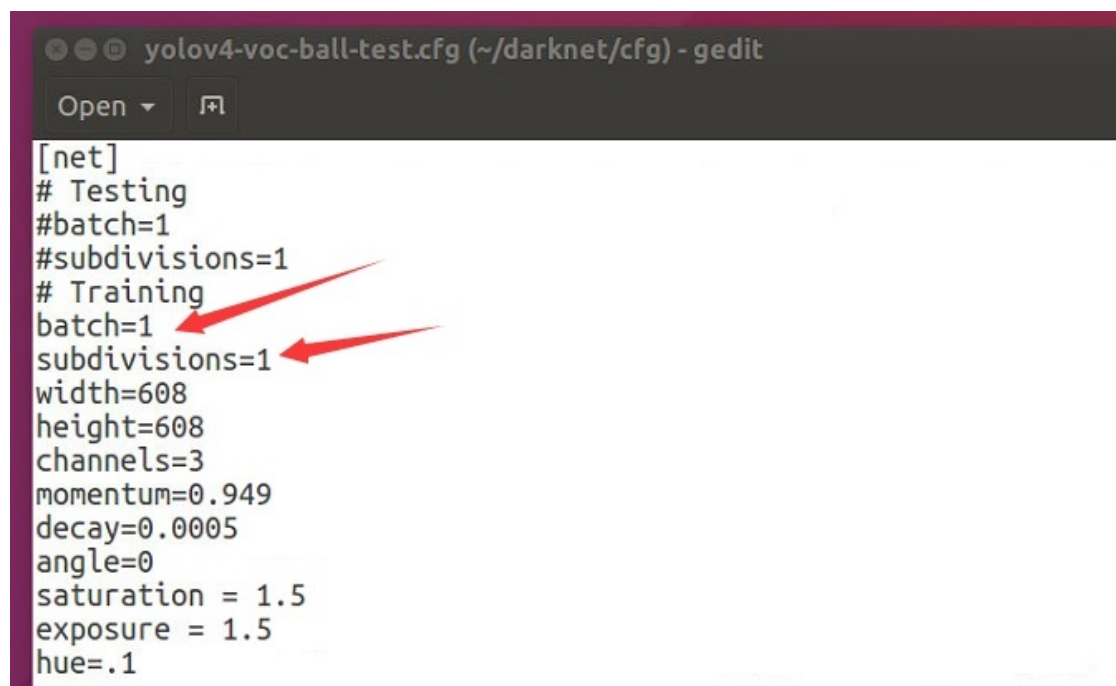 yolov4-voc-ball-test.cfg (~/darknet/cfg) - gedit
Open
[net]
# Testing
#batch=1
#subdivisions=1
# Training
batch=1
subdivisions=1
width=608
height=608
channels=3
momentum=0.949
decay=0.0005
angle=0
saturation = 1.5
exposure = 1.5
hue=.1